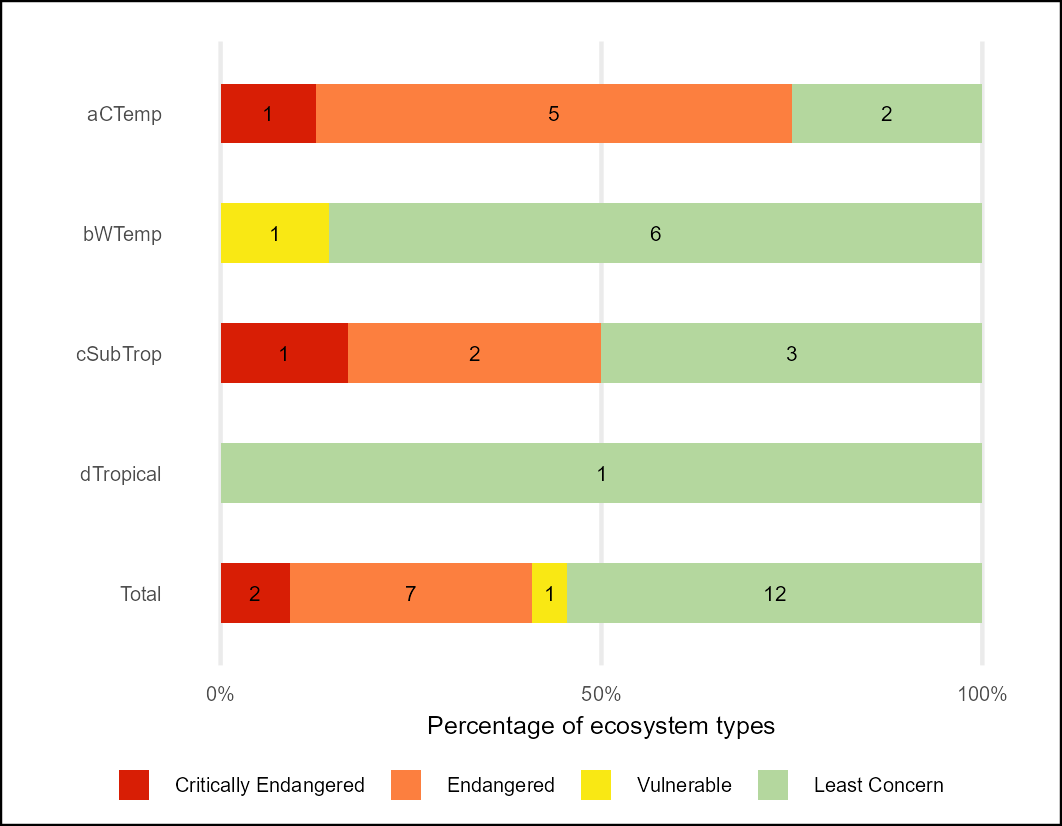 aCTemp 1 5 2
bWTemp 1 6
cSubTrop 1 2 3
dTropical 1
Total 2 7 1 12
0% 50% 100%
Percentage of ecosystem types
Critically Endangered Endangered Vulnerable Least Concern